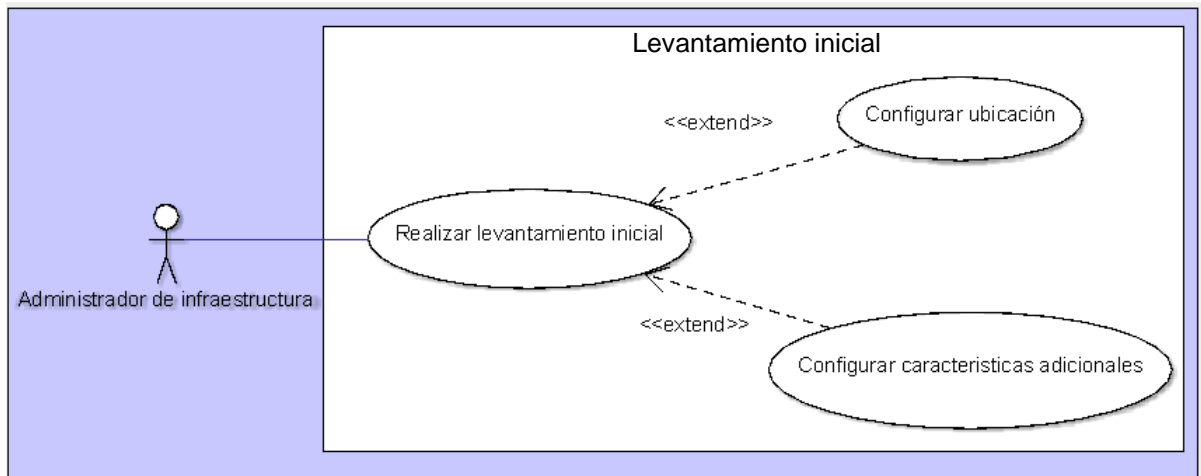 Levantamiento inicial
Configurar ubicación
<<extend>>
Realizar levantamiento inicial
Administrador de infraestructura
<<extend>>
Configurar caracteristicas adicionales